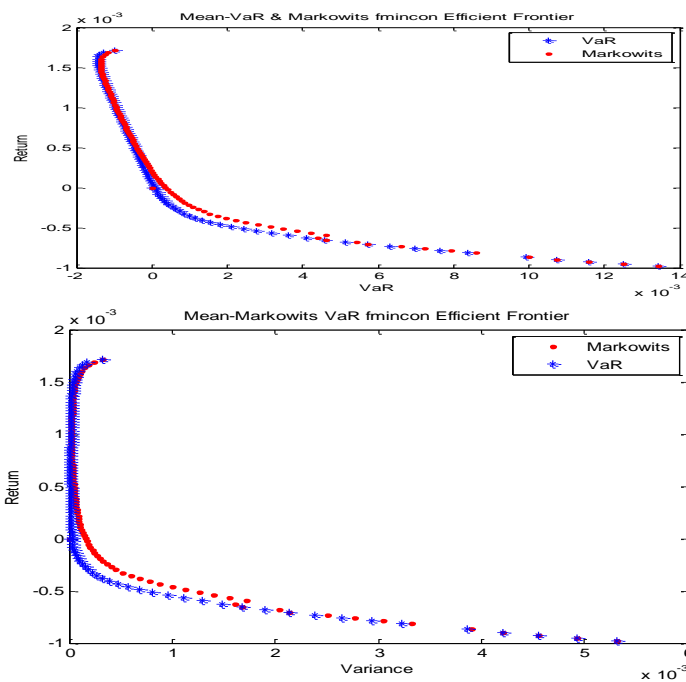 Mean-VaR & Markowits fmincon Efficient Frontier
x 10^-3
2
1.5
1
0.5
0
-0.5
-1
Return
VaR
Markowits
-2 0 2 4 6 8 10 12 14
VaR
x 10^-3
Mean-Markowits VaR fmincon Efficient Frontier
x 10^-3
2
1.5
1
0.5
0
-0.5
-1
Return
Markowits
VaR
0 1 2 3 4 5 6
Variance
x 10^-3